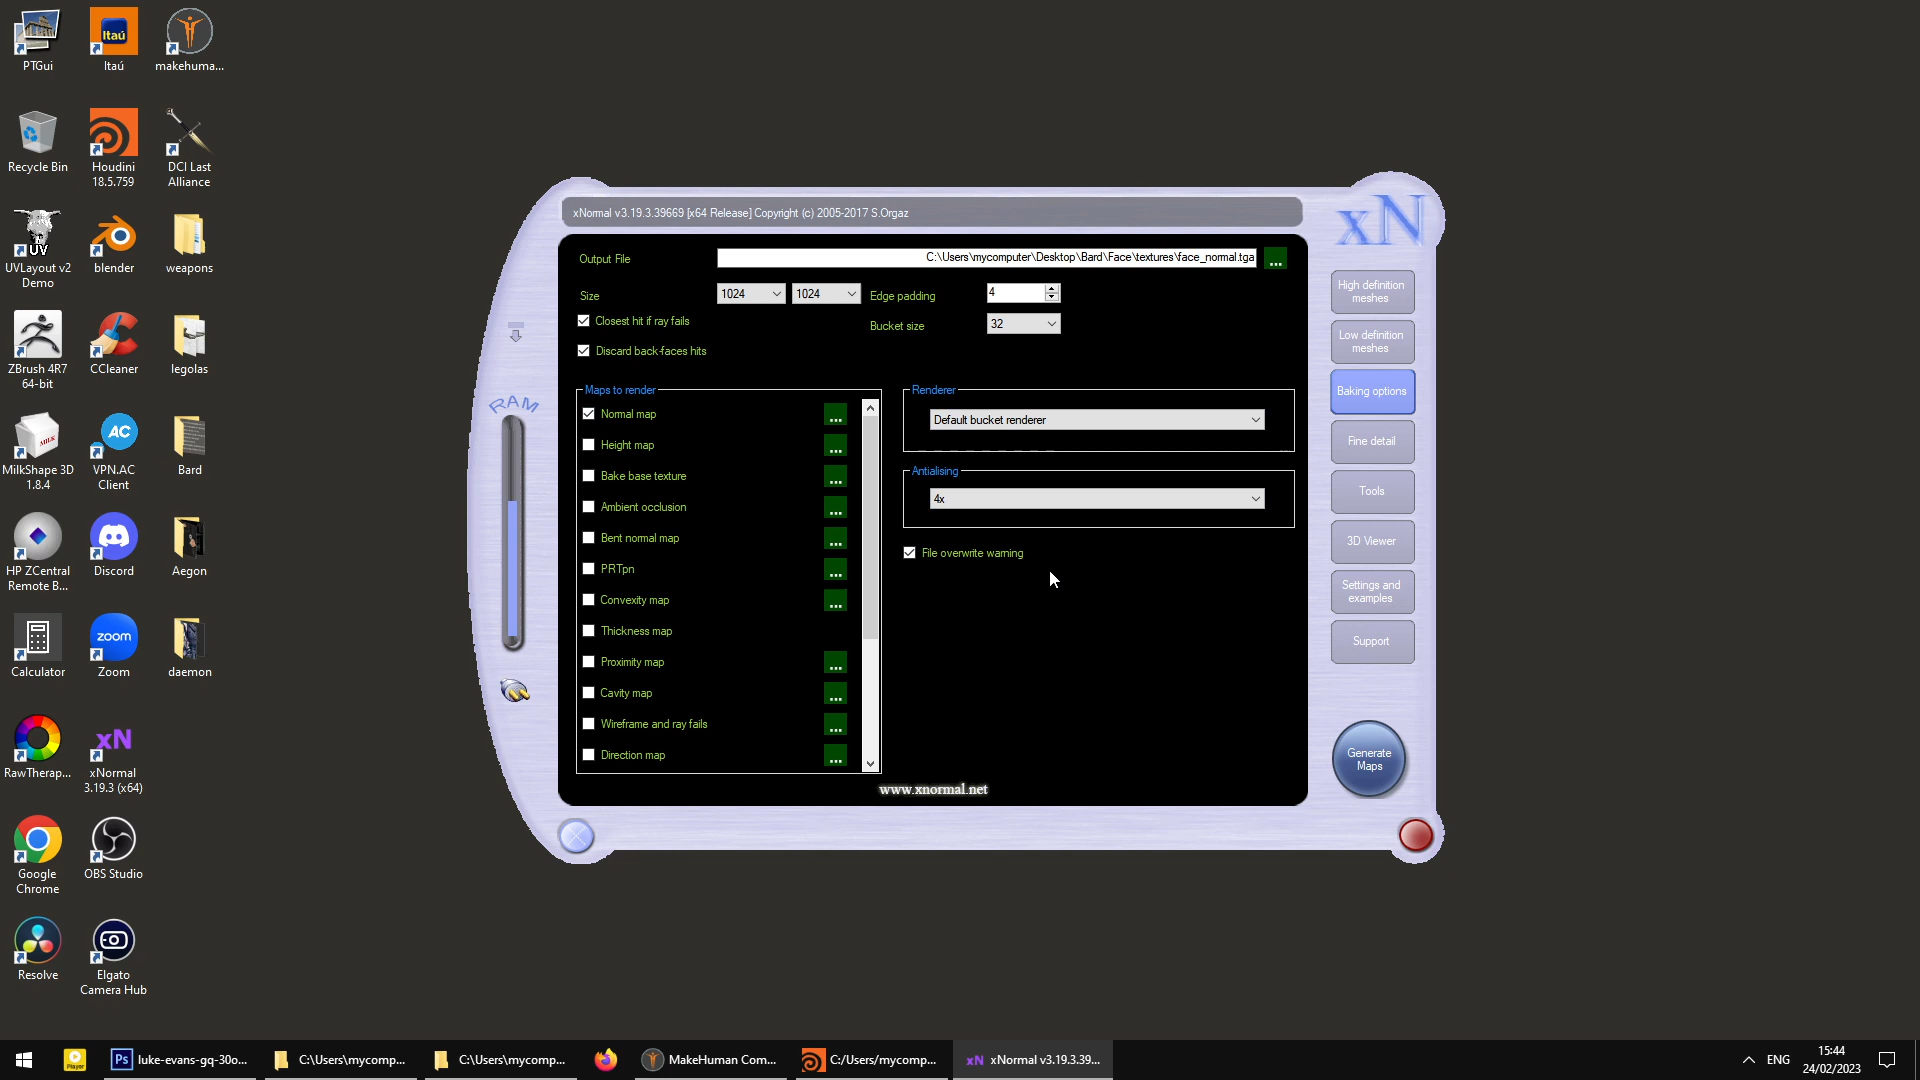 PTGui
Itaú
Itaú
makehuma...
Recycle Bin
Houdini
18.5.759
DCI Last
Alliance
UV
UVLayout v2
Demo
blender
weapons
ZBrush 4R7
64-bit
CCleaner
legolas
MILK
MilkShape 3D
1.8.4
AC
VPN.AC
Client
Bard
HP ZCentral
Remote B...
Discord
Aegon
Calculator
zoom
Zoom
daemon
RawTherap...
xN
xNormal
3.19.3 (x64)
Google
Chrome
OBS Studio
Resolve
Elgato
Camera Hub
xNormal v3.19.3.39669 [x64 Release] Copyright (c) 2005-2017 S.Orgaz
xN
Output File
C:\Users\mycomputer\Desktop\Bard\Face\textures\face_normal.tga
...
Size
1024
1024
Edge padding
4
Closest hit if ray fails
Bucket size
32
Discard back-faces hits
RAM
Maps to render
Normal map
...
Height map
...
Bake base texture
...
Ambient occlusion
...
Bent normal map
...
PRTpn
...
Convexity map
...
Thickness map
Proximity map
...
Cavity map
...
Wireframe and ray fails
...
Direction map
...
Renderer
Default bucket renderer
Antialising
4x
File overwrite warning
www.xnormal.net
High definition
meshes
Low definition
meshes
Baking options
Fine detail
Tools
3D Viewer
Settings and
examples
Support
Generate
Maps
Player
Ps
luke-evans-gq-30o...
C:\Users\mycomp...
C:\Users\mycomp...
MakeHuman Com...
C:/Users/mycomp...
xN
xNormal v3.19.3.39...
ENG
15:44
24/02/2023